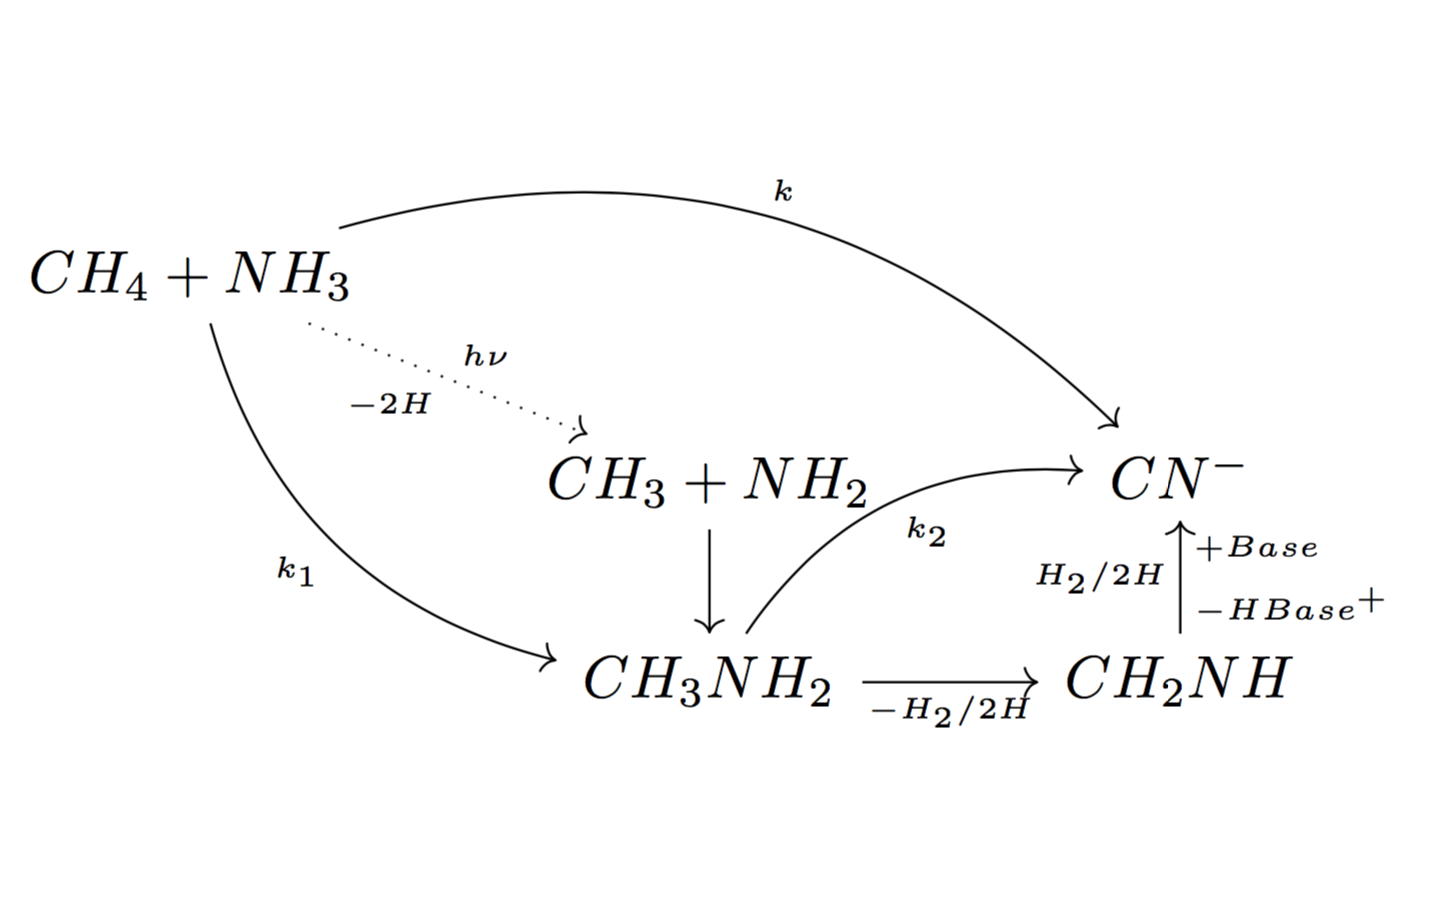 k
CH₄ + NH₃
hν
−2H
CH₃ + NH₂
CN⁻
k₂
+Base
H₂/2H
k₁
−HBase⁺
CH₃NH₂
CH₂NH
−H₂/2H